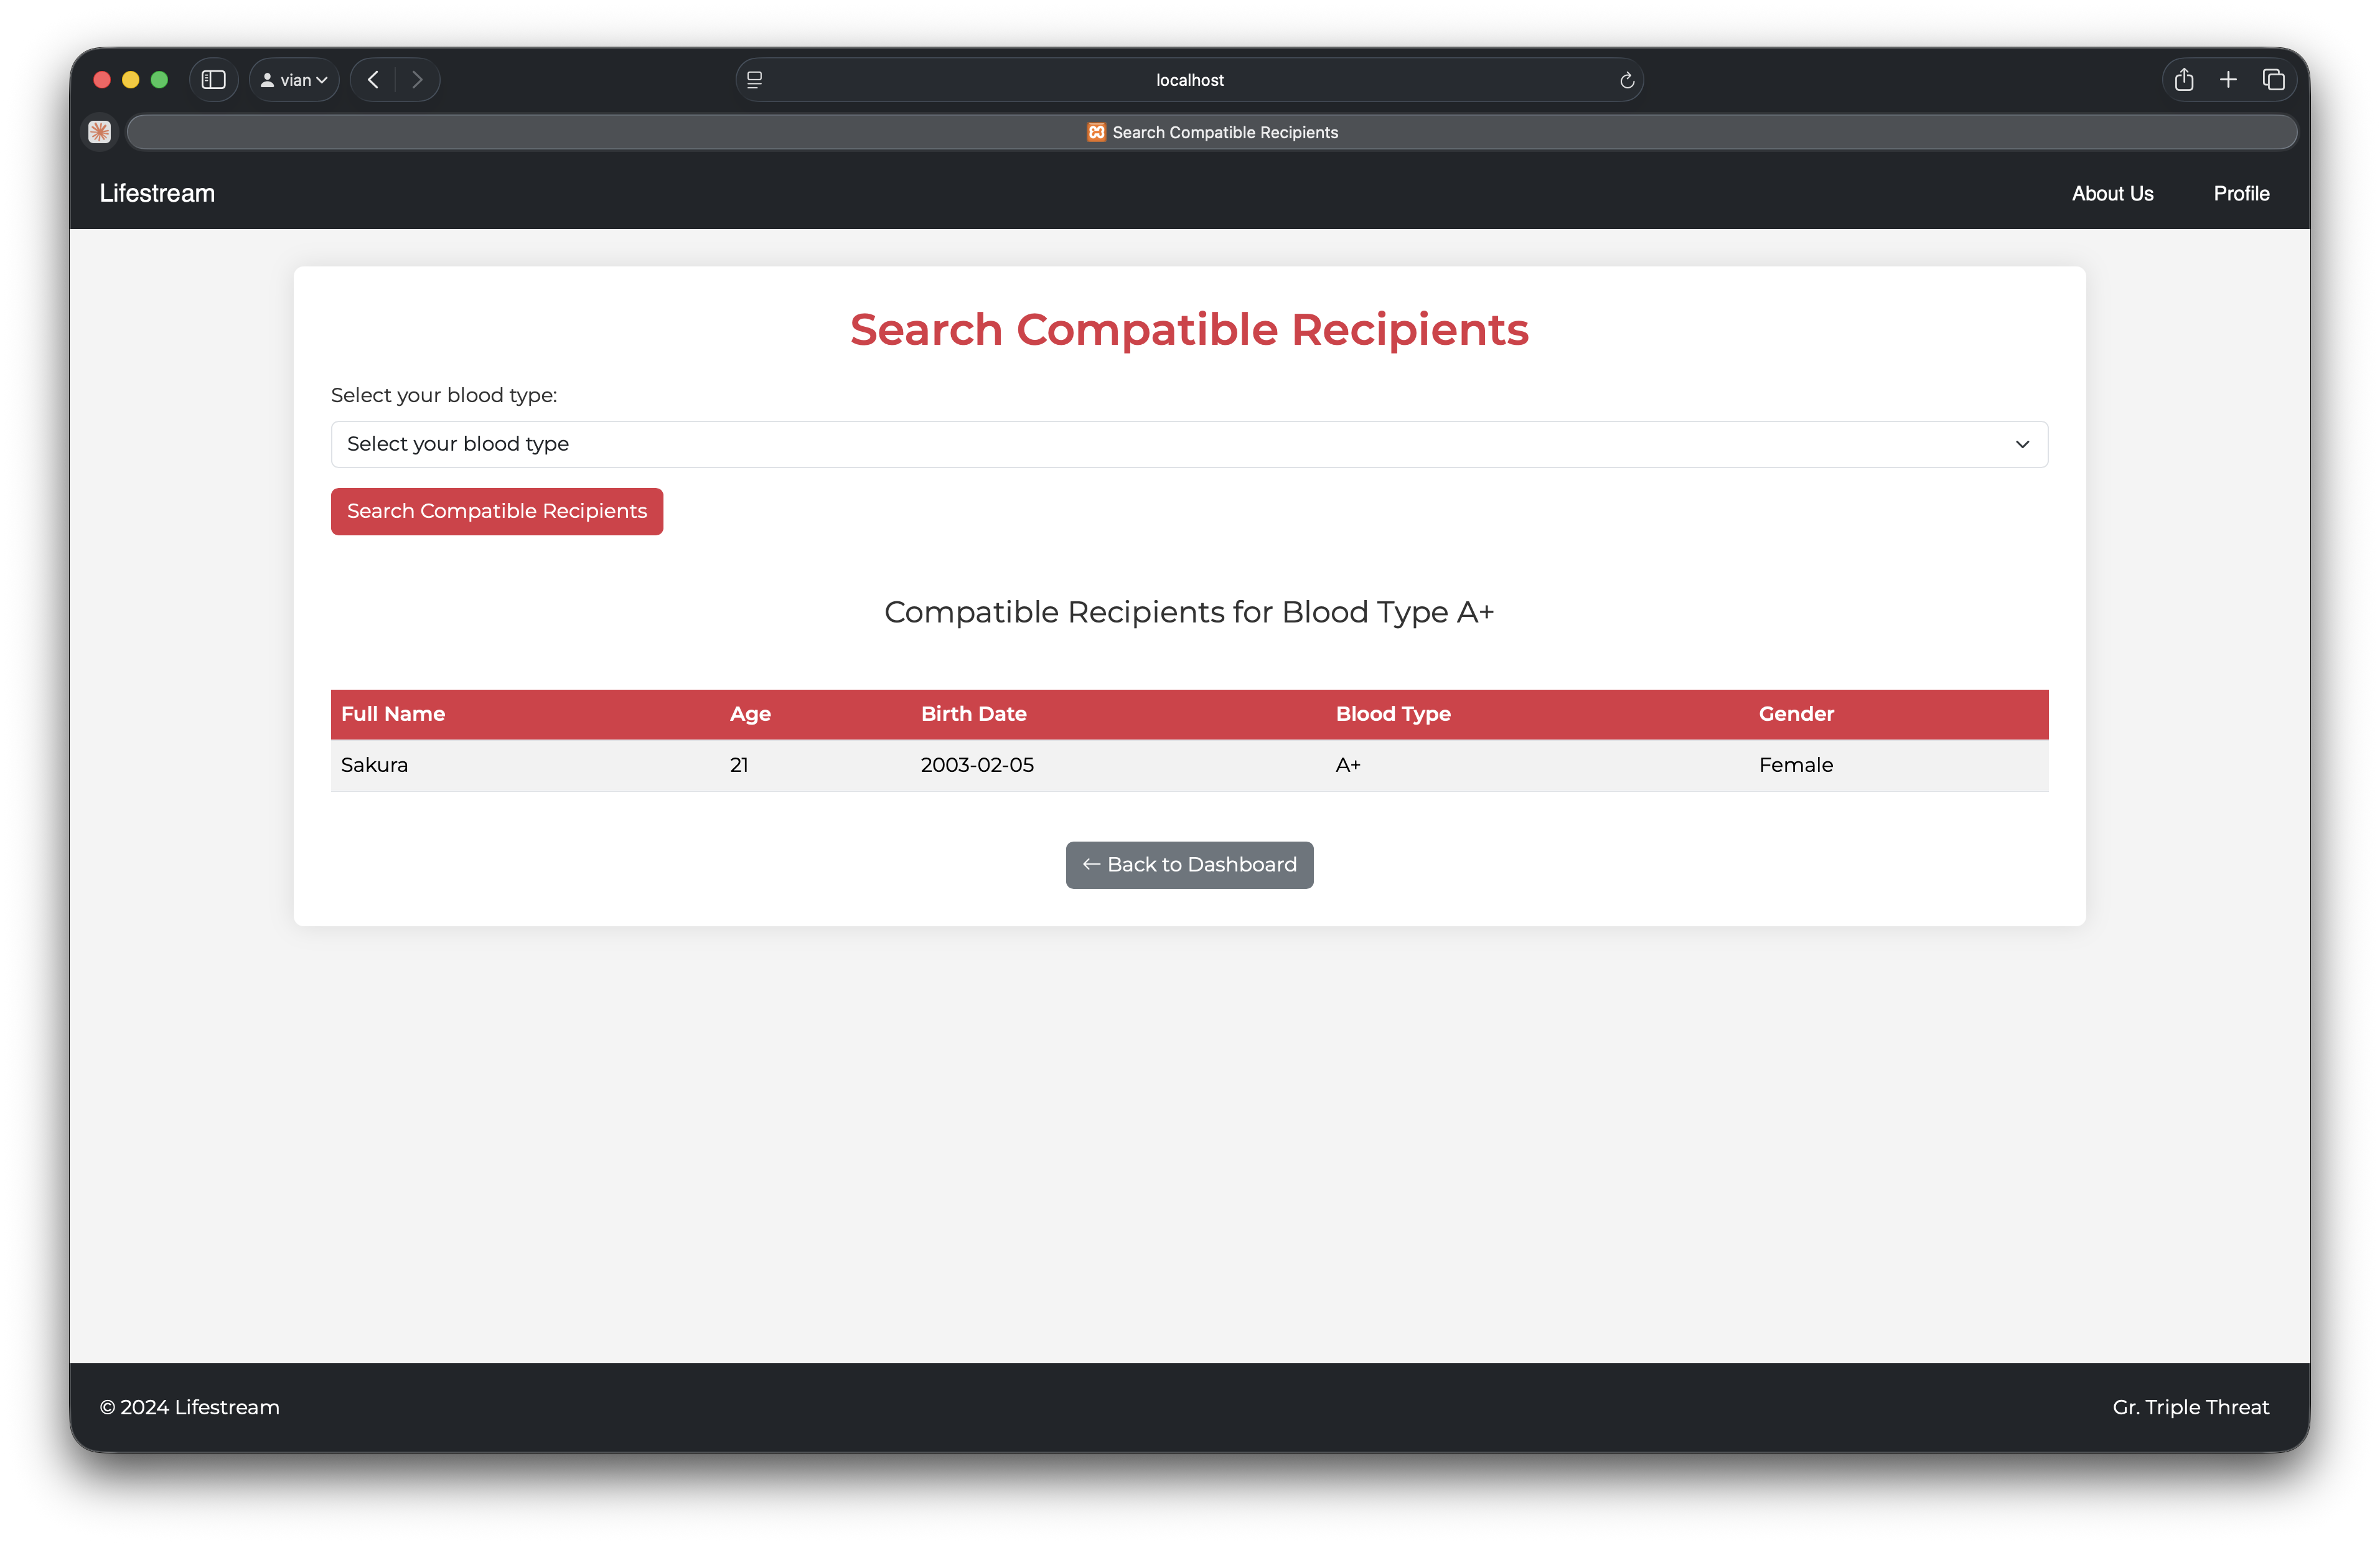 vian
localhost
Search Compatible Recipients
Lifestream About Us Profile
Search Compatible Recipients
Select your blood type:
Select your blood type
Search Compatible Recipients
Compatible Recipients for Blood Type A+
Full Name Age Birth Date Blood Type Gender
Sakura 21 2003-02-05 A+ Female
← Back to Dashboard
© 2024 Lifestream Gr. Triple Threat